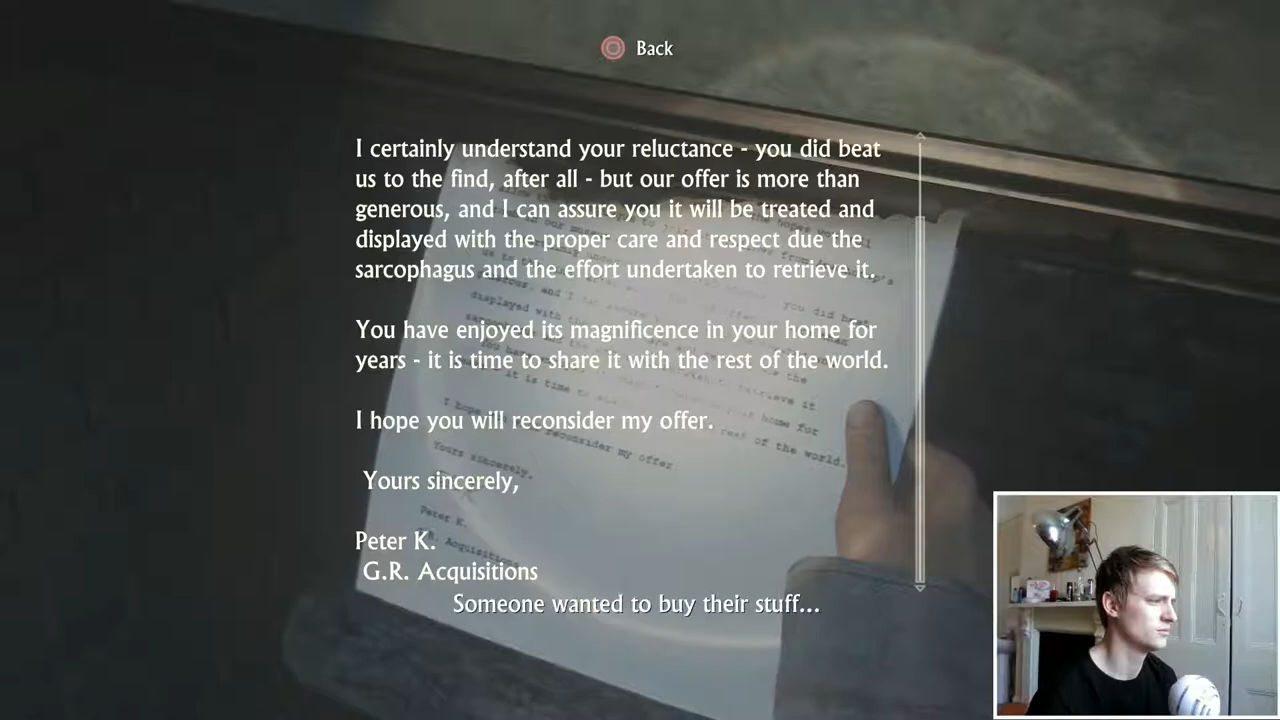 Back
I certainly understand your reluctance - you did beat
us to the find, after all - but our offer is more than
generous, and I can assure you it will be treated and
displayed with the proper care and respect due the
sarcophagus and the effort undertaken to retrieve it.
You have enjoyed its magnificence in your home for
years - it is time to share it with the rest of the world.
I hope you will reconsider my offer.
Yours sincerely,
Peter K.
G.R. Acquisitions
Someone wanted to buy their stuff...